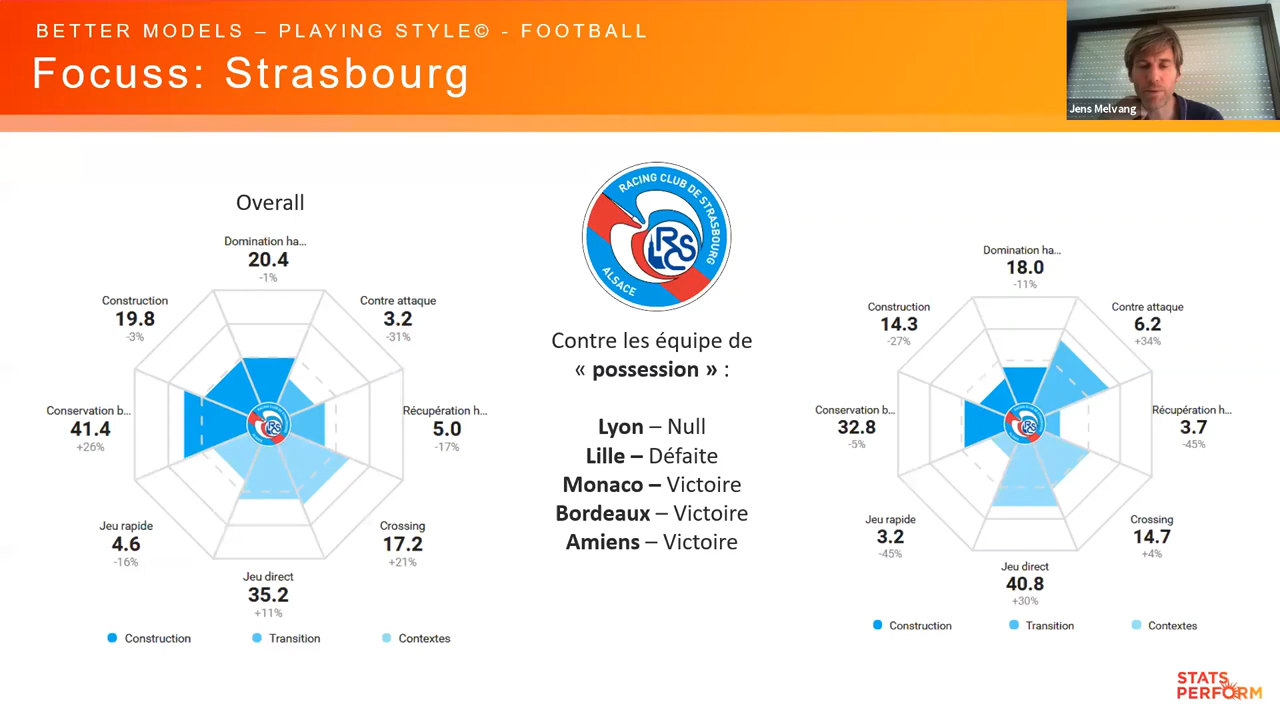 BETTER MODELS – PLAYING STYLE© - FOOTBALL
Focuss: Strasbourg
Jens Melvang
Overall
Domination ha...
20.4
-1%
Contre attaque
3.2
-31%
Récupération h...
5.0
-17%
Crossing
17.2
+21%
Jeu direct
35.2
+11%
Jeu rapide
4.6
-16%
Conservation b...
41.4
+26%
Construction
19.8
-3%
Construction
Transition
Contextes
RACING CLUB DE STRASBOURG
ALSACE
RSC
Contre les équipe de
« possession » :
Lyon – Null
Lille – Défaite
Monaco – Victoire
Bordeaux – Victoire
Amiens – Victoire
Domination ha...
18.0
-11%
Contre attaque
6.2
+34%
Récupération h...
3.7
-45%
Crossing
14.7
+4%
Jeu direct
40.8
+30%
Jeu rapide
3.2
-45%
Conservation b...
32.8
-5%
Construction
14.3
-27%
Construction
Transition
Contextes
STATS
PERFORM